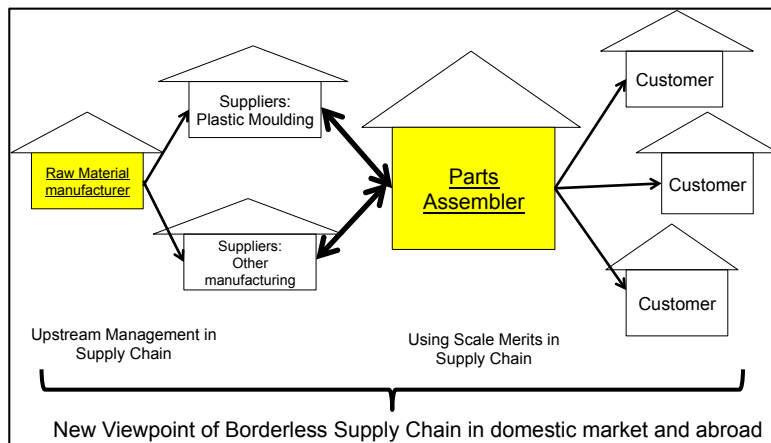 Raw Material
manufacturer
Suppliers:
Plastic Moulding
Suppliers:
Other
manufacturing
Parts
Assembler
Customer
Customer
Customer
Upstream Management in
Supply Chain
Using Scale Merits in
Supply Chain
New Viewpoint of Borderless Supply Chain in domestic market and abroad